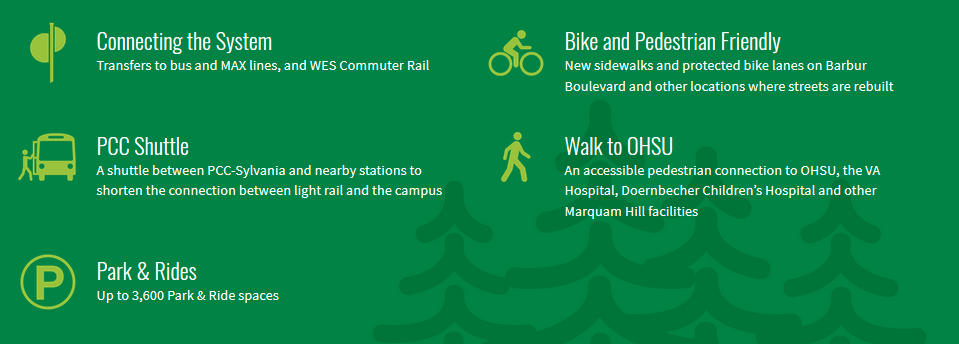 Connecting the System
Transfers to bus and MAX lines, and WES Commuter Rail
PCC Shuttle
A shuttle between PCC-Sylvania and nearby stations to
shorten the connection between light rail and the campus
P
Park & Rides
Up to 3,600 Park & Ride spaces
Bike and Pedestrian Friendly
New sidewalks and protected bike lanes on Barbur
Boulevard and other locations where streets are rebuilt
Walk to OHSU
An accessible pedestrian connection to OHSU, the VA
Hospital, Doernbecher Children’s Hospital and other
Marquam Hill facilities